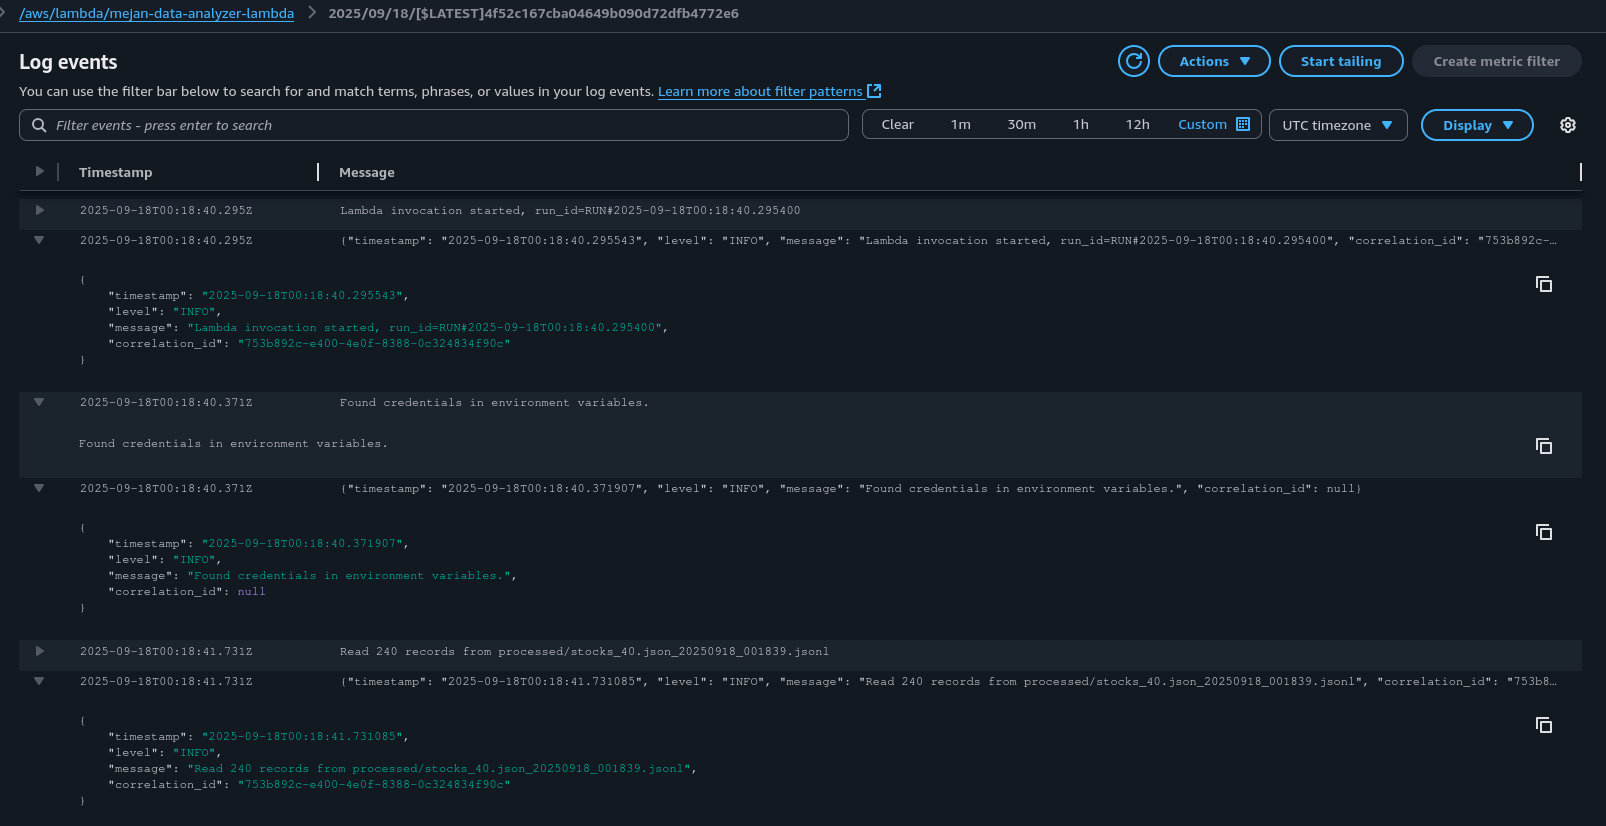 /aws/lambda/mejan-data-analyzer-lambda 2025/09/18/[$LATEST]4f52c167cba04649b090d72dfb4772e6
Log events
Actions Start tailing Create metric filter
You can use the filter bar below to search for and match terms, phrases, or values in your log events. Learn more about filter patterns
Filter events - press enter to search Clear 1m 30m 1h 12h Custom UTC timezone Display
Timestamp Message
2025-09-18T00:18:40.295Z Lambda invocation started, run_id=RUN#2025-09-18T00:18:40.295400
2025-09-18T00:18:40.295Z {"timestamp": "2025-09-18T00:18:40.295543", "level": "INFO", "message": "Lambda invocation started, run_id=RUN#2025-09-18T00:18:40.295400", "correlation_id": "753b892c-…
{
"timestamp": "2025-09-18T00:18:40.295543",
"level": "INFO",
"message": "Lambda invocation started, run_id=RUN#2025-09-18T00:18:40.295400",
"correlation_id": "753b892c-e400-4e0f-8388-0c324834f90c"
}
2025-09-18T00:18:40.371Z Found credentials in environment variables.
Found credentials in environment variables.
2025-09-18T00:18:40.371Z {"timestamp": "2025-09-18T00:18:40.371907", "level": "INFO", "message": "Found credentials in environment variables.", "correlation_id": null}
{
"timestamp": "2025-09-18T00:18:40.371907",
"level": "INFO",
"message": "Found credentials in environment variables.",
"correlation_id": null
}
2025-09-18T00:18:41.731Z Read 240 records from processed/stocks_40.json_20250918_001839.jsonl
2025-09-18T00:18:41.731Z {"timestamp": "2025-09-18T00:18:41.731085", "level": "INFO", "message": "Read 240 records from processed/stocks_40.json_20250918_001839.jsonl", "correlation_id": "753b8…
{
"timestamp": "2025-09-18T00:18:41.731085",
"level": "INFO",
"message": "Read 240 records from processed/stocks_40.json_20250918_001839.jsonl",
"correlation_id": "753b892c-e400-4e0f-8388-0c324834f90c"
}